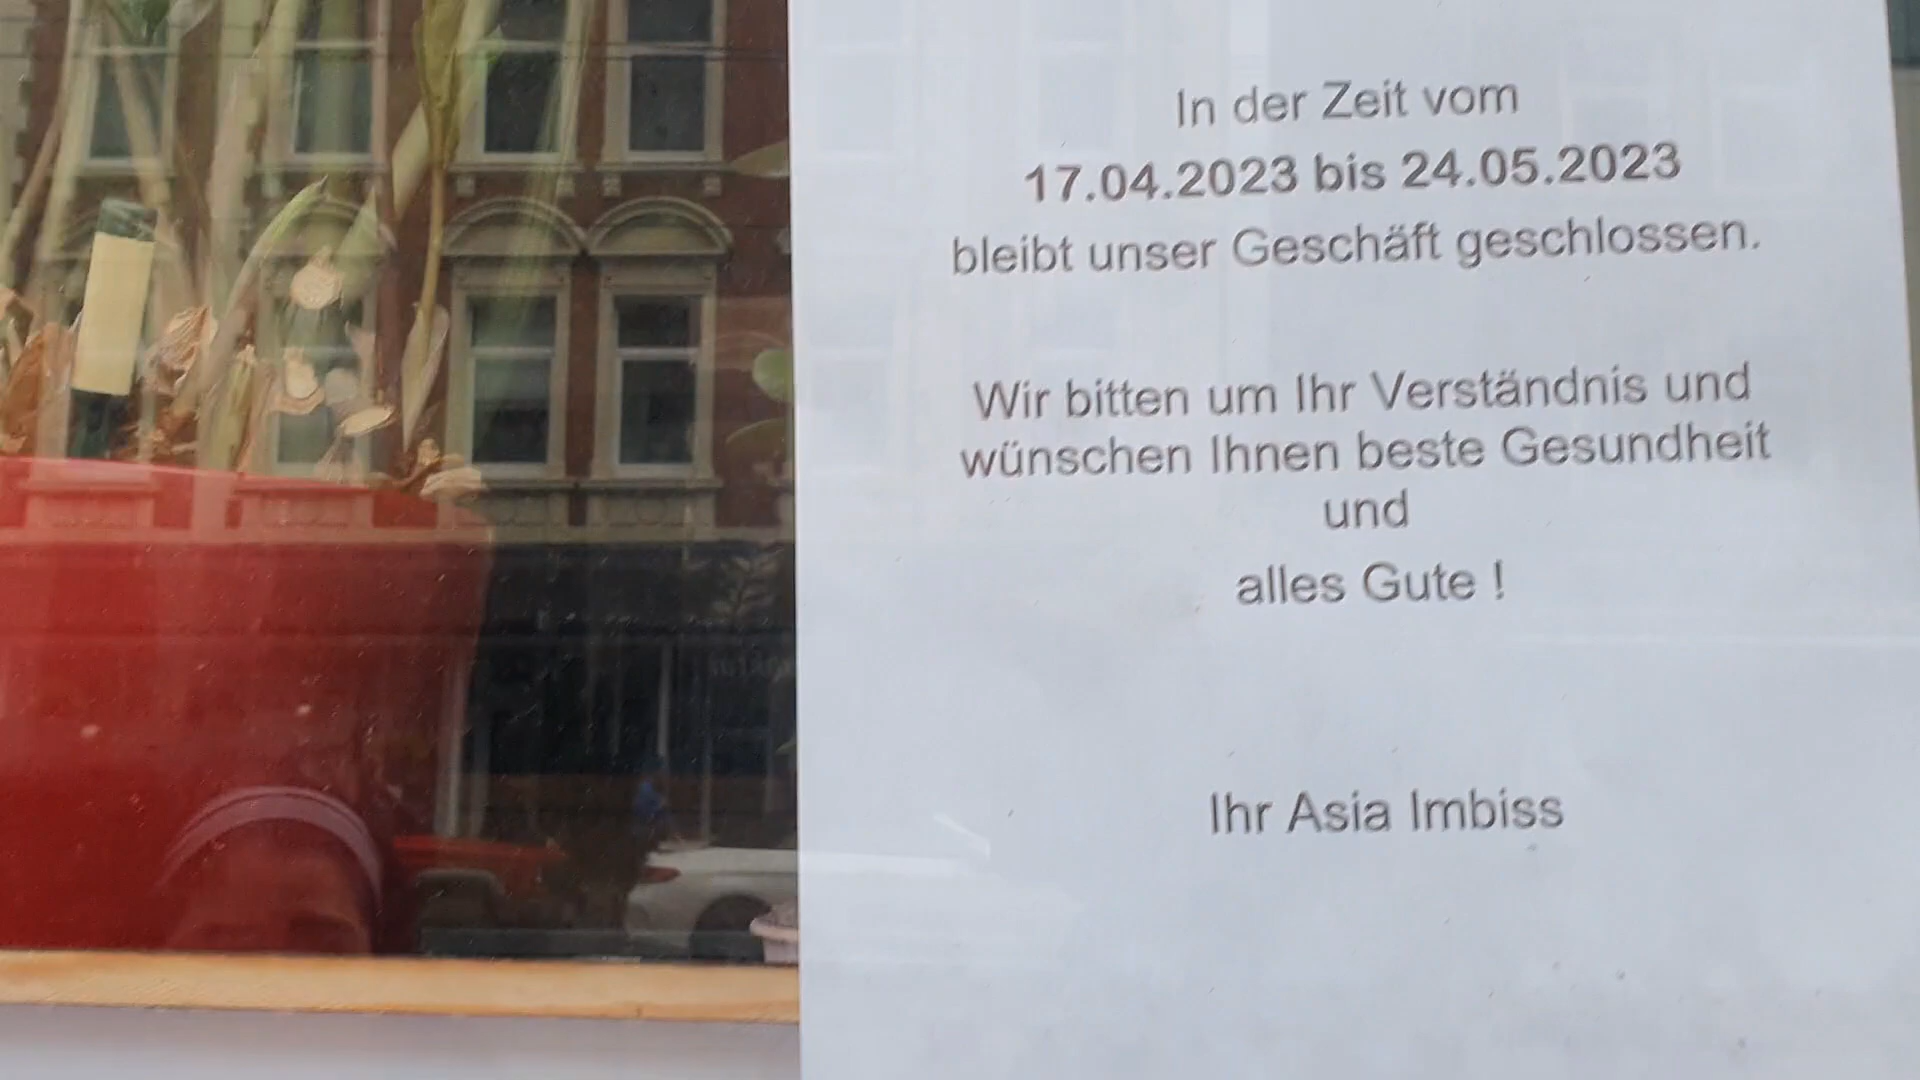 In der Zeit vom
17.04.2023 bis 24.05.2023
bleibt unser Geschäft geschlossen.
Wir bitten um Ihr Verständnis und
wünschen Ihnen beste Gesundheit
und
alles Gute !
Ihr Asia Imbiss